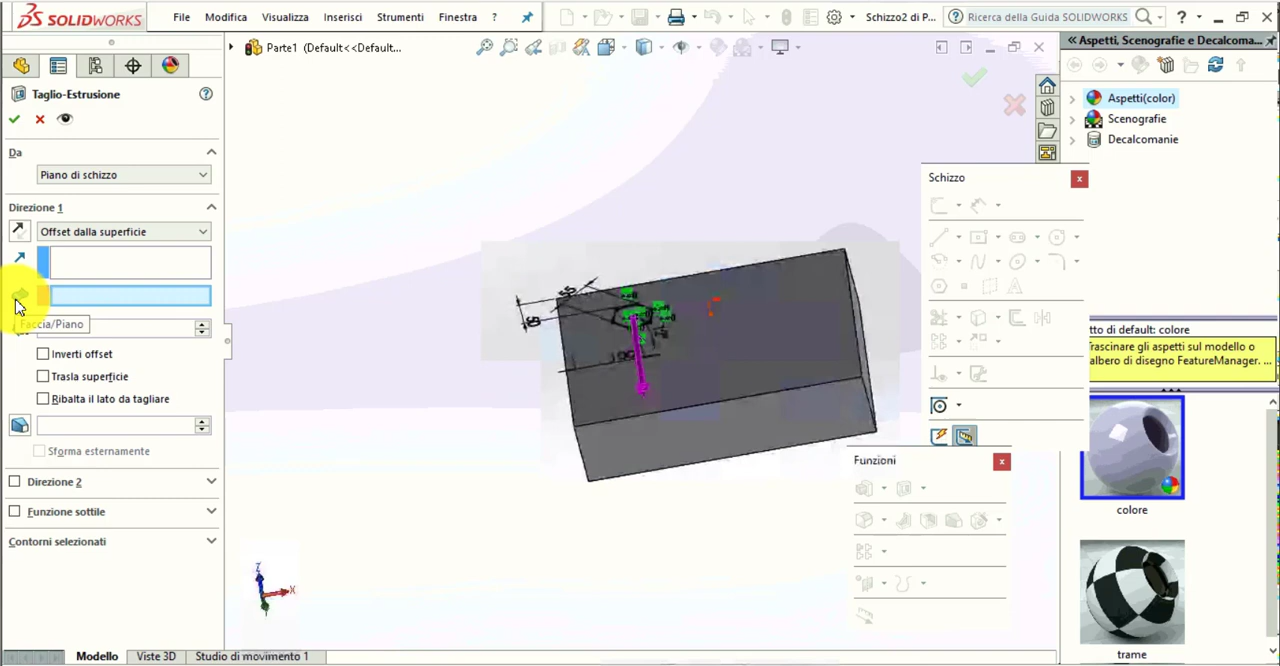 SOLIDWORKS
File
Modifica
Visualizza
Inserisci
Strumenti
Finestra
?
Schizzo2 di P...
Ricerca della Guida SOLIDWORKS
?
Parte1 (Default<<Default...
Aspetti, Scenografie e Decalcoma...
Taglio-Estrusione
Aspetti(color)
Scenografie
Decalcomanie
Da
Piano di schizzo
Schizzo
Direzione 1
Offset dalla superficie
Faccia/Piano
Inverti offset
Trasla superficie
Ribalta il lato da tagliare
Sforma esternamente
Direzione 2
Funzione sottile
Contorni selezionati
tto di default: colore
Trascinare gli aspetti sul modello o
albero di disegno FeatureManager. ...
Funzioni
colore
trame
Z
X
Modello
Viste 3D
Studio di movimento 1